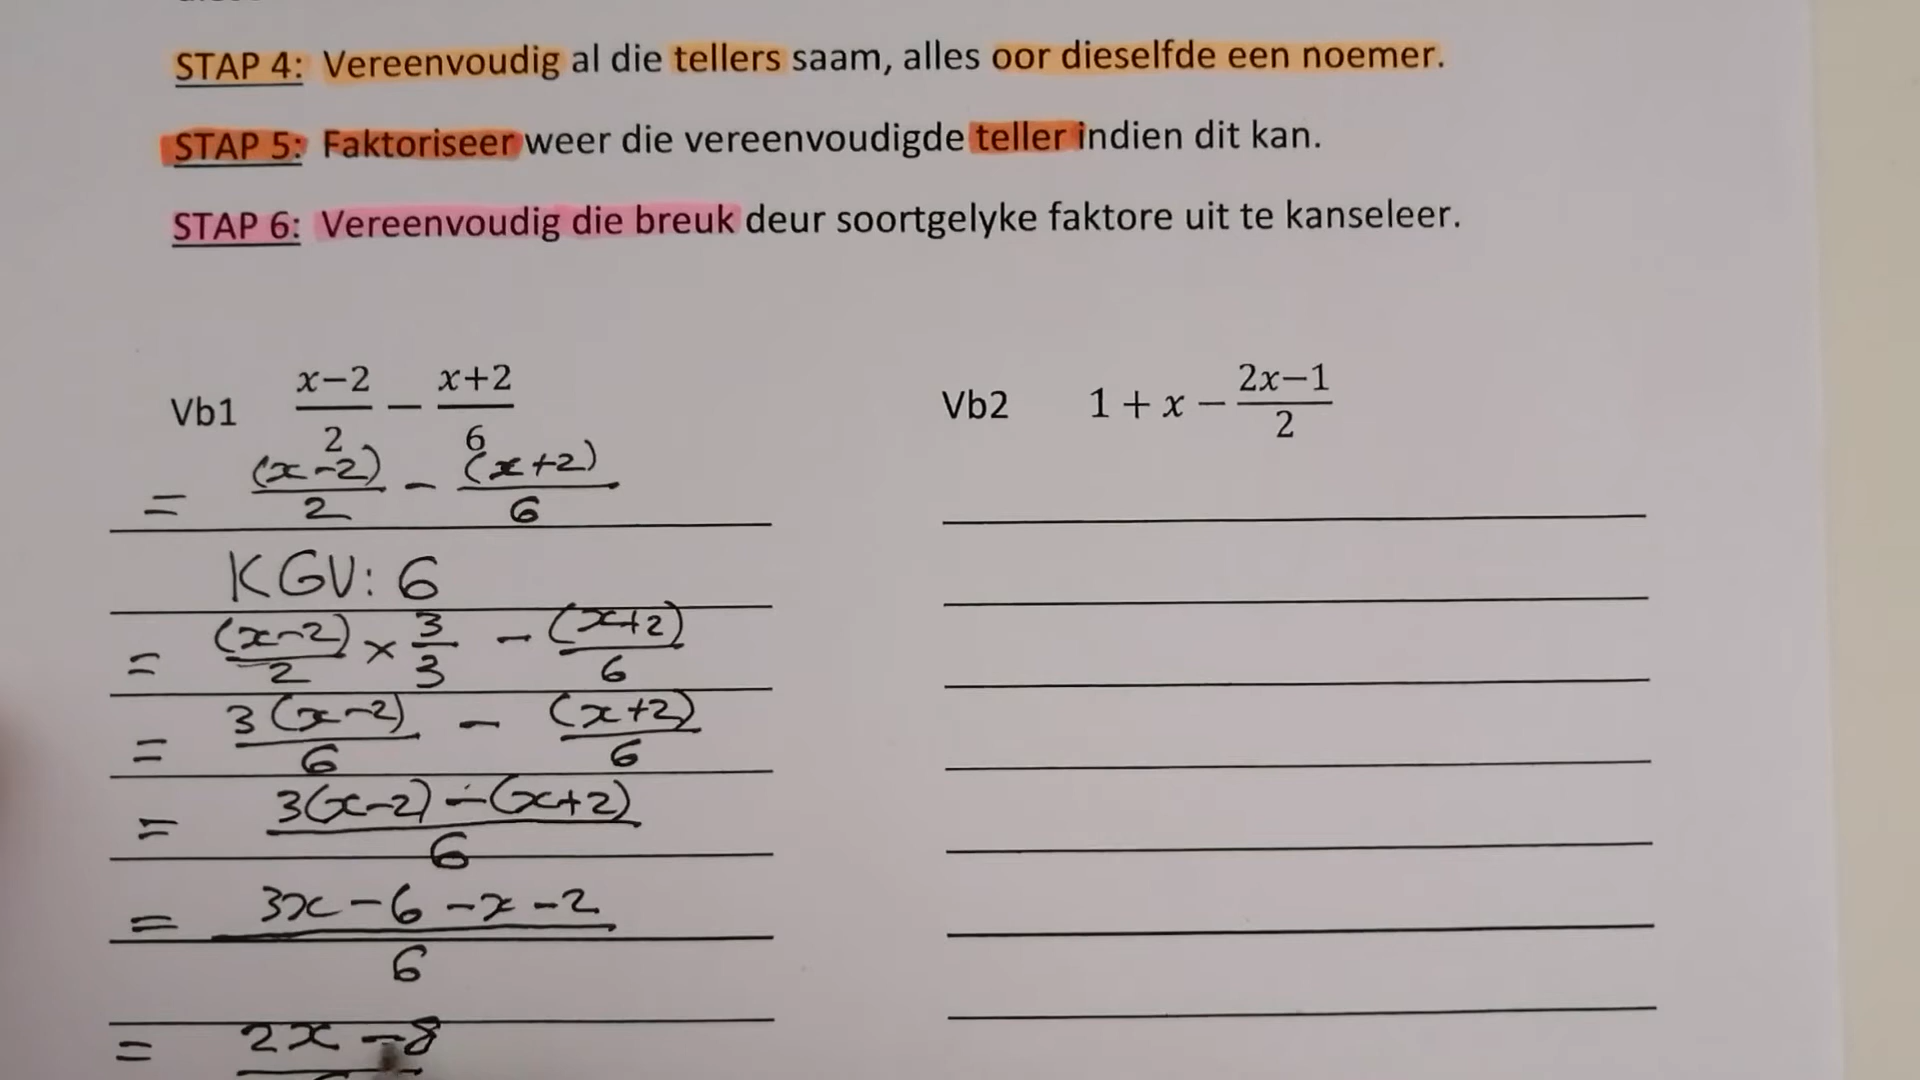 STAP 4: Vereenvoudig al die tellers saam, alles oor dieselfde een noemer.
STAP 5: Faktoriseer weer die vereenvoudigde teller indien dit kan.
STAP 6: Vereenvoudig die breuk deur soortgelyke faktore uit te kanseleer.
Vb1 x−2/2 − x+2/6
= (x−2)/2 − (x+2)/6
KGV: 6
= (x−2)/2 × 3/3 − (x+2)/6
= 3(x−2)/6 − (x+2)/6
= 3(x−2) − (x+2)/6
= 3x − 6 − x − 2/6
= 2x − 8
Vb2 1 + x − 2x−1/2